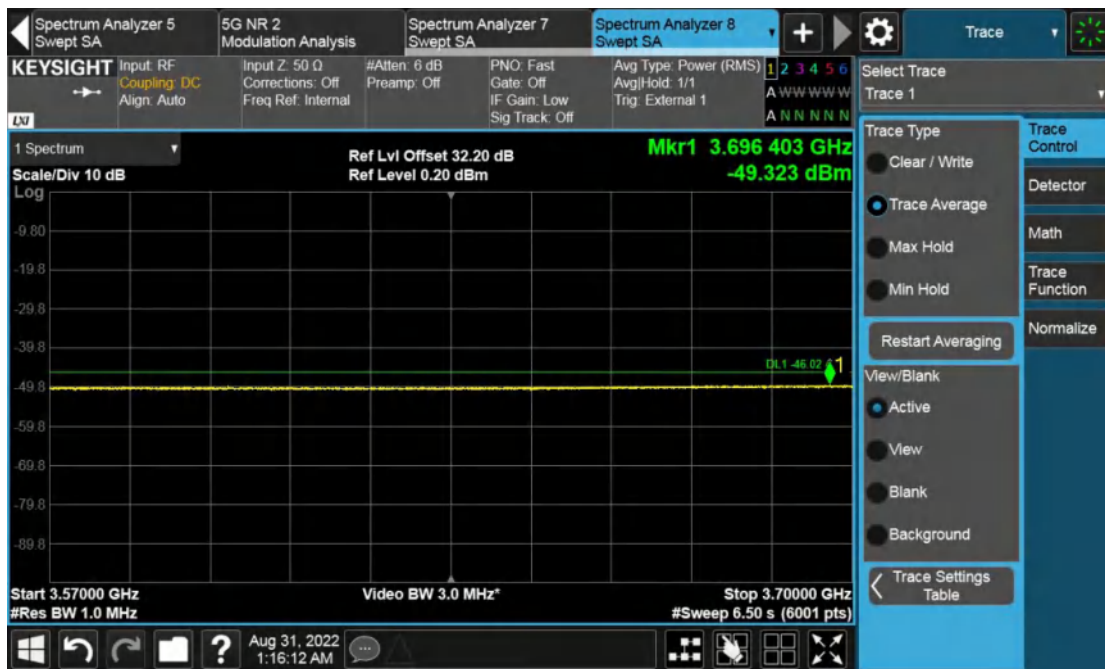 Spectrum Analyzer 5
Swept SA
5G NR 2
Modulation Analysis
Spectrum Analyzer 7
Swept SA
Spectrum Analyzer 8
Swept SA
+
Trace
KEYSIGHT
LXI
Input: RF
Coupling: DC
Align: Auto
Input Z: 50 Ω
Corrections: Off
Freq Ref: Internal
#Atten: 6 dB
Preamp: Off
PNO: Fast
Gate: Off
IF Gain: Low
Sig Track: Off
Avg Type: Power (RMS)
Avg|Hold: 1/1
Trig: External 1
1 2 3 4 5 6
A W W W W W
A N N N N N
Select Trace
Trace 1
1 Spectrum
Scale/Div 10 dB
Log
Ref Lvl Offset 32.20 dB
Ref Level 0.20 dBm
Mkr1 3.696 403 GHz
-49.323 dBm
-9.80
-19.8
-29.8
-39.8
-49.8
-59.8
-69.8
-79.8
-89.8
DL1 -46.02
1
Start 3.57000 GHz
#Res BW 1.0 MHz
Video BW 3.0 MHz*
Stop 3.70000 GHz
#Sweep 6.50 s (6001 pts)
Trace Type
Clear / Write
Trace Average
Max Hold
Min Hold
Restart Averaging
View/Blank
Active
View
Blank
Background
Trace Settings
Table
Trace
Control
Detector
Math
Trace
Function
Normalize
?
Aug 31, 2022
1:16:12 AM